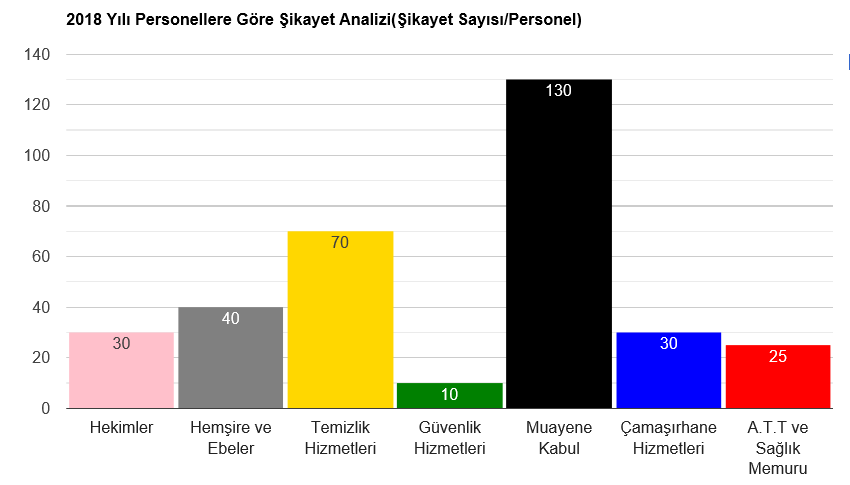 2018 Yılı Personellere Göre Şikayet Analizi(Şikayet Sayısı/Personel)
140
120
100
80
60
40
20
0
30
40
70
10
130
30
25
Hekimler
Hemşire ve
Ebeler
Temizlik
Hizmetleri
Güvenlik
Hizmetleri
Muayene
Kabul
Çamaşırhane
Hizmetleri
A.T.T ve
Sağlık
Memuru